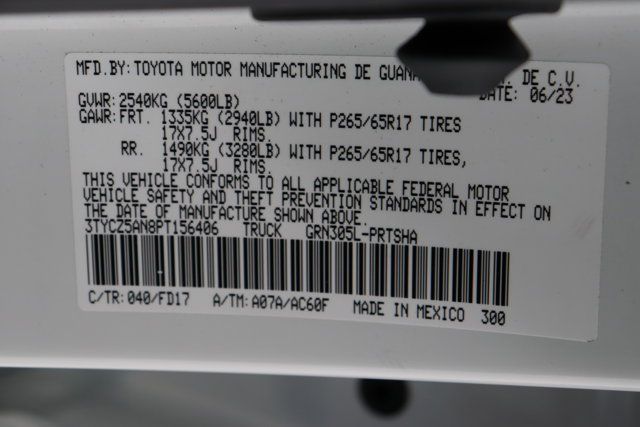 MFD.BY: TOYOTA MOTOR MANUFACTURING DE GUANA DE C.V.
GVWR: 2540KG (5600LB) DATE: 06/23
GAWR: FRT. 1335KG (2940LB) WITH P265/65R17 TIRES
17X7.5J RIMS.
RR. 1490KG (3280LB) WITH P265/65R17 TIRES,
17X7.5J RIMS.
THIS VEHICLE CONFORMS TO ALL APPLICABLE FEDERAL MOTOR
VEHICLE SAFETY AND THEFT PREVENTION STANDARDS IN EFFECT ON
THE DATE OF MANUFACTURE SHOWN ABOVE.
3TYCZ5AN8PT156406 TRUCK GRN305L-PRTSHA
C/TR: 040/FD17 A/TM: A07A/AC60F MADE IN MEXICO 300